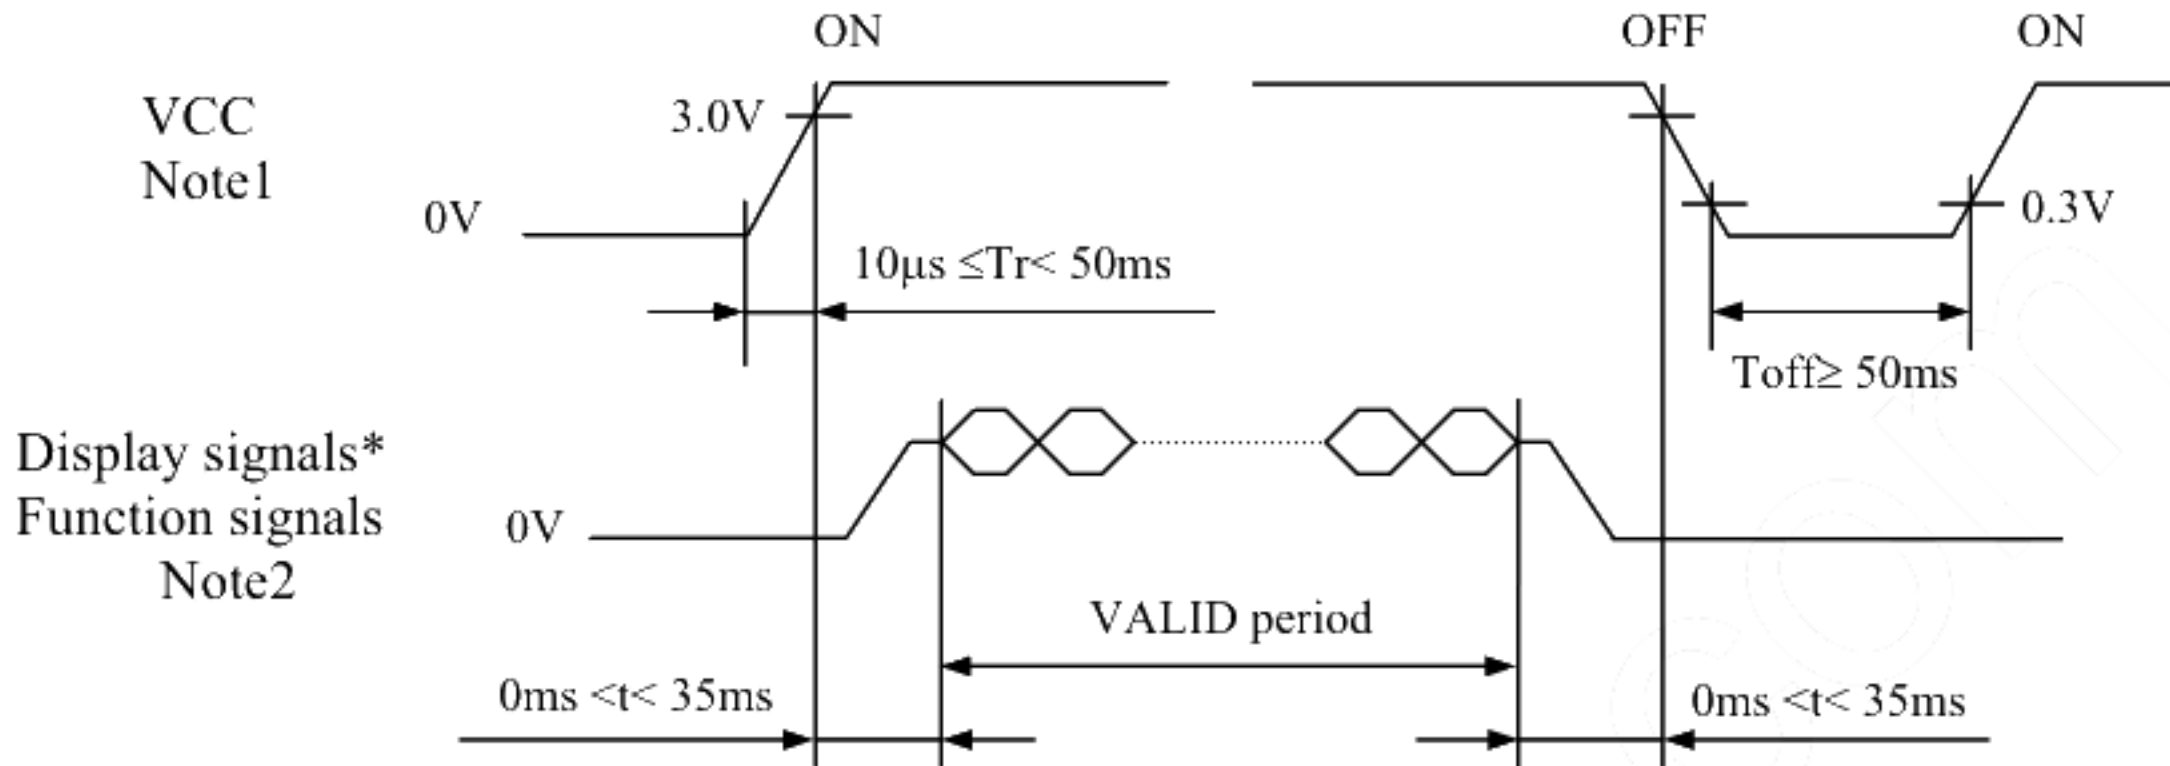 ON
OFF
ON
VCC
Note1
3.0V
0V
0.3V
10μs ≤Tr< 50ms
Toff≥ 50ms
Display signals*
Function signals
Note2
0V
VALID period
0ms <t< 35ms
0ms <t< 35ms
com